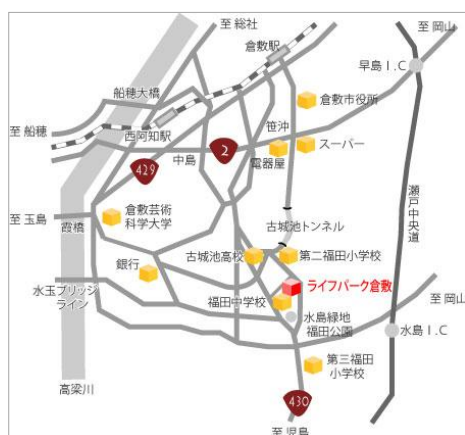 至 総社
至 岡山
倉敷駅
早島 I.C
船穂大橋
倉敷市役所
至 船穂
笹沖
西阿知駅
スーパー
2
中島
電器屋
429
瀬戸中央道
至 玉島
倉敷芸術
科学大学
古城池トンネル
霞橋
古城池高校
第二福田小学校
銀行
ライフパーク倉敷
水玉ブリッジ
ライン
福田中学校
至 岡山
水島緑地
福田公園
水島 I.C
第三福田
小学校
高梁川
430
至 児島